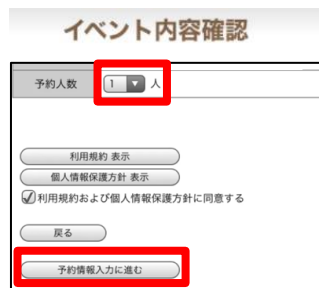 イベント内容確認
予約人数 1 人
利用規約 表示
個人情報保護方針 表示
利用規約および個人情報保護方針に同意する
戻る
予約情報入力に進む